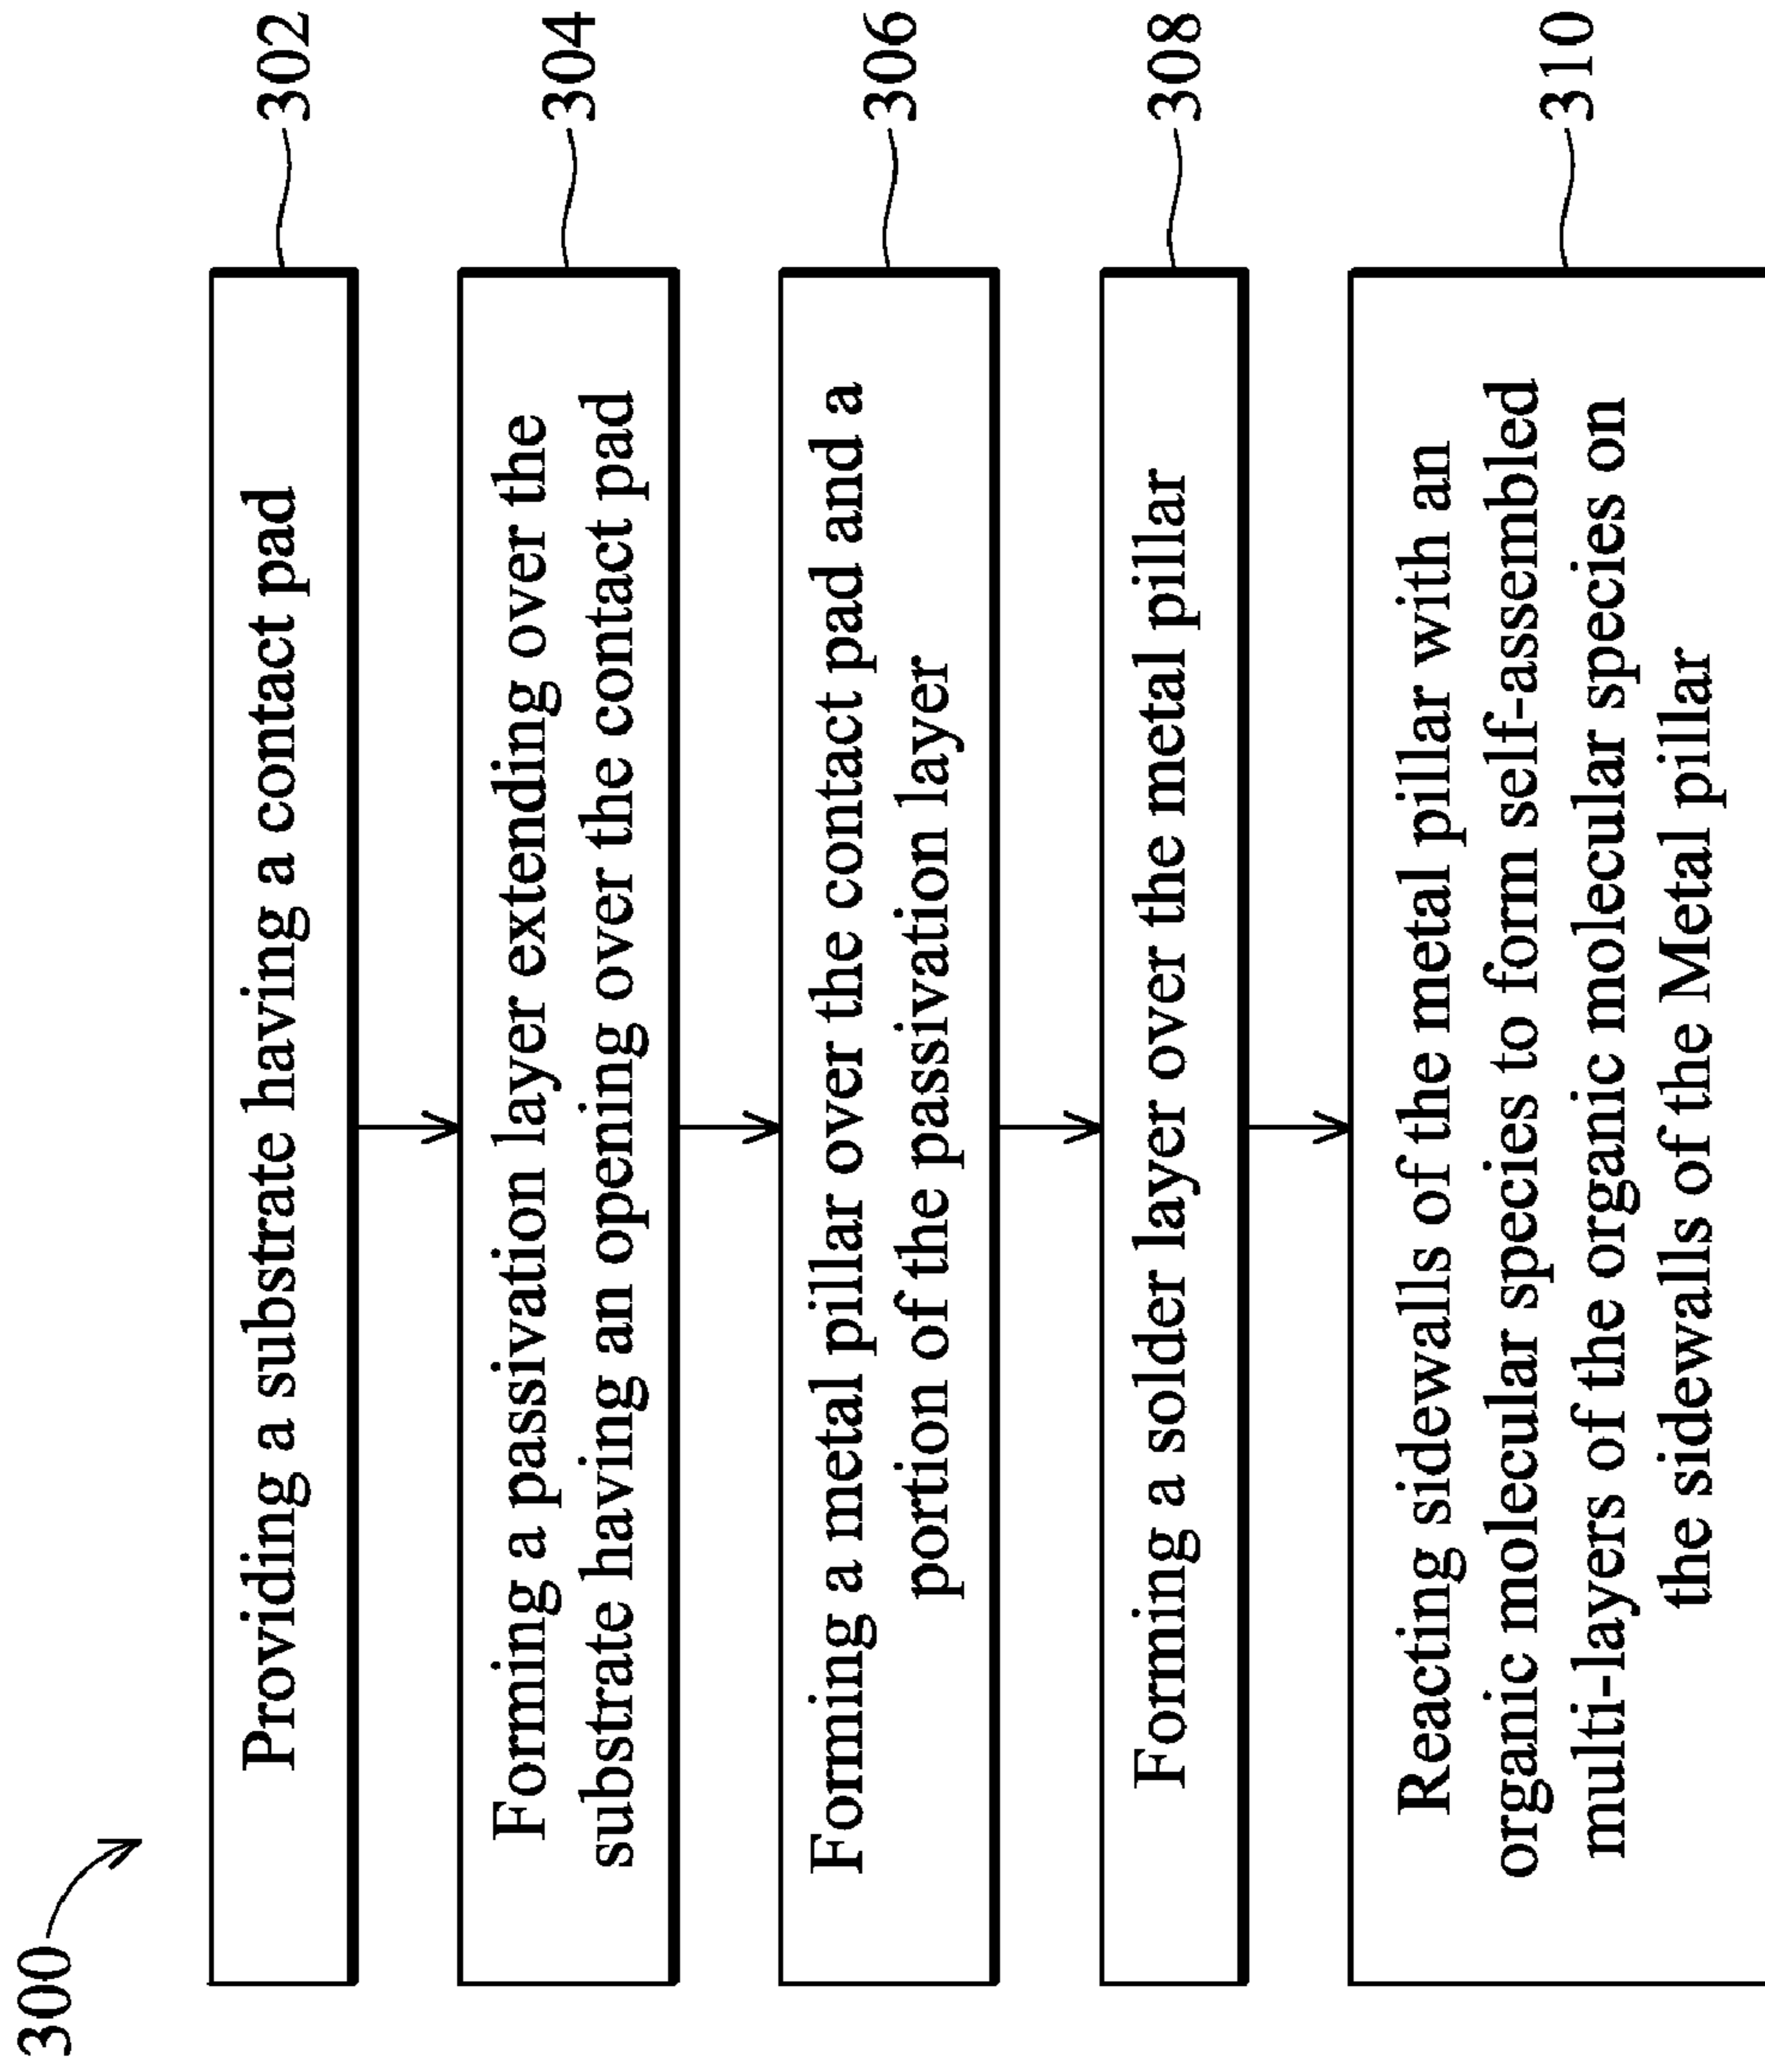 300
Providing a substrate having a contact pad
302
Forming a passivation layer extending over the
substrate having an opening over the contact pad
304
Forming a metal pillar over the contact pad and a
portion of the passivation layer
306
Forming a solder layer over the metal pillar
308
Reacting sidewalls of the metal pillar with an
organic molecular species to form self-assembled
multi-layers of the organic molecular species on
the sidewalls of the Metal pillar
310